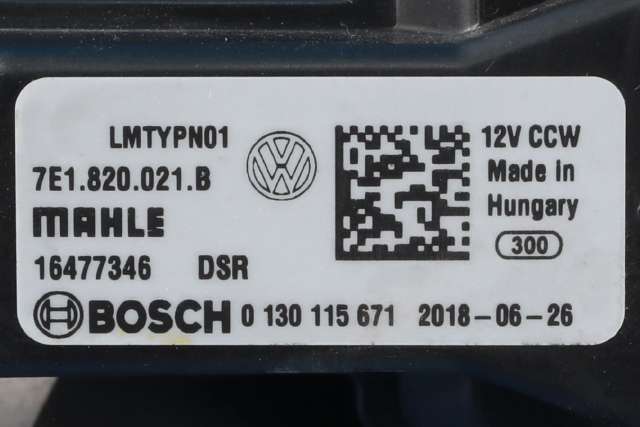 LMTYPN01
7E1.820.021.B
MAHLE
16477346 DSR
BOSCH 0 130 115 671 2018-06-26
12V CCW
Made in
Hungary
300